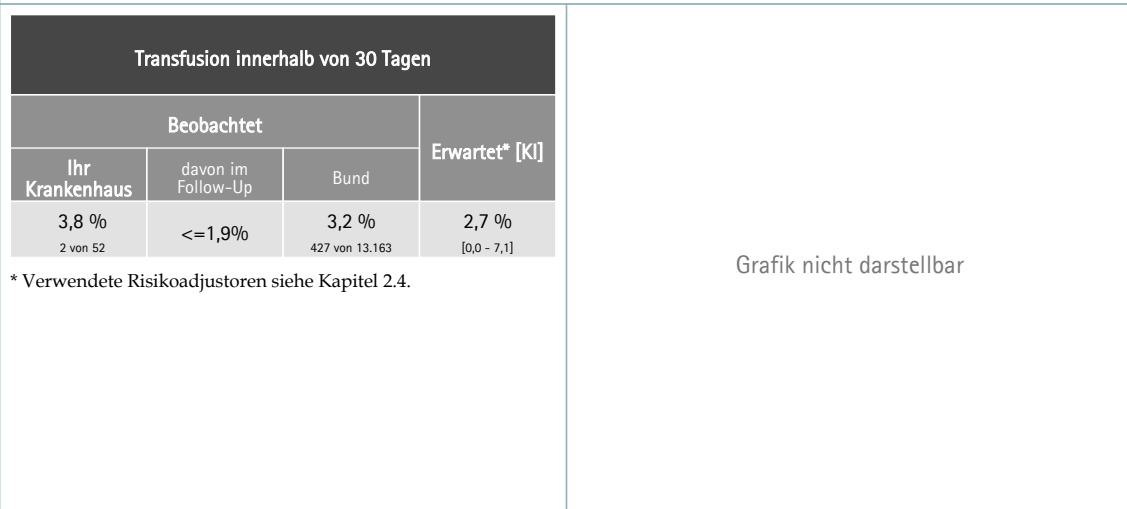 Transfusion innerhalb von 30 Tagen
Beobachtet
Erwartet* [KI]
Ihr
Krankenhaus
davon im
Follow-Up
Bund
3,8 %
2 von 52
<=1,9%
3,2 %
427 von 13.163
2,7 %
[0,0 - 7,1]
* Verwendete Risikoadjustoren siehe Kapitel 2.4.
Grafik nicht darstellbar